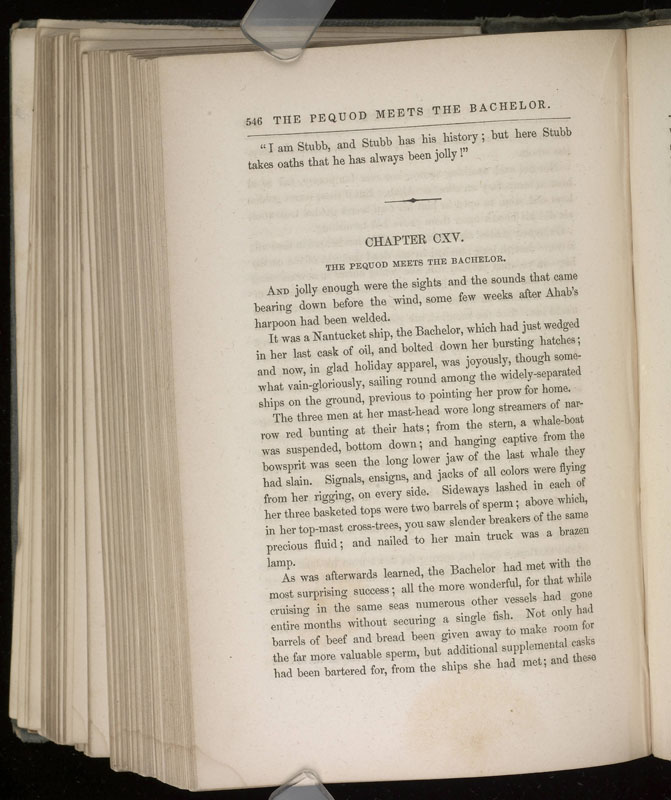 546 THE PEQUOD MEETS THE BACHELOR.
“I am Stubb, and Stubb has his history; but here Stubb
takes oaths that he has always been jolly!”
CHAPTER CXV.
THE PEQUOD MEETS THE BACHELOR.
AND jolly enough were the sights and the sounds that came
bearing down before the wind, some few weeks after Ahab’s
harpoon had been welded.
It was a Nantucket ship, the Bachelor, which had just wedged
in her last cask of oil, and bolted down her bursting hatches;
and now, in glad holiday apparel, was joyously, though some-
what vain-gloriously, sailing round among the widely-separated
ships on the ground, previous to pointing her prow for home.
The three men at her mast-head wore long streamers of nar-
row red bunting at their hats; from the stern, a whale-boat
was suspended, bottom down; and hanging captive from the
bowsprit was seen the long lower jaw of the last whale they
had slain. Signals, ensigns, and jacks of all colors were flying
from her rigging, on every side. Sideways lashed in each of
her three basketed tops were two barrels of sperm; above which,
in her top-mast cross-trees, you saw slender breakers of the same
precious fluid; and nailed to her main truck was a brazen
lamp.
As was afterwards learned, the Bachelor had met with the
most surprising success; all the more wonderful, for that while
cruising in the same seas numerous other vessels had gone
entire months without securing a single fish. Not only had
barrels of beef and bread been given away to make room for
the far more valuable sperm, but additional supplemental casks
had been bartered for, from the ships she had met; and these